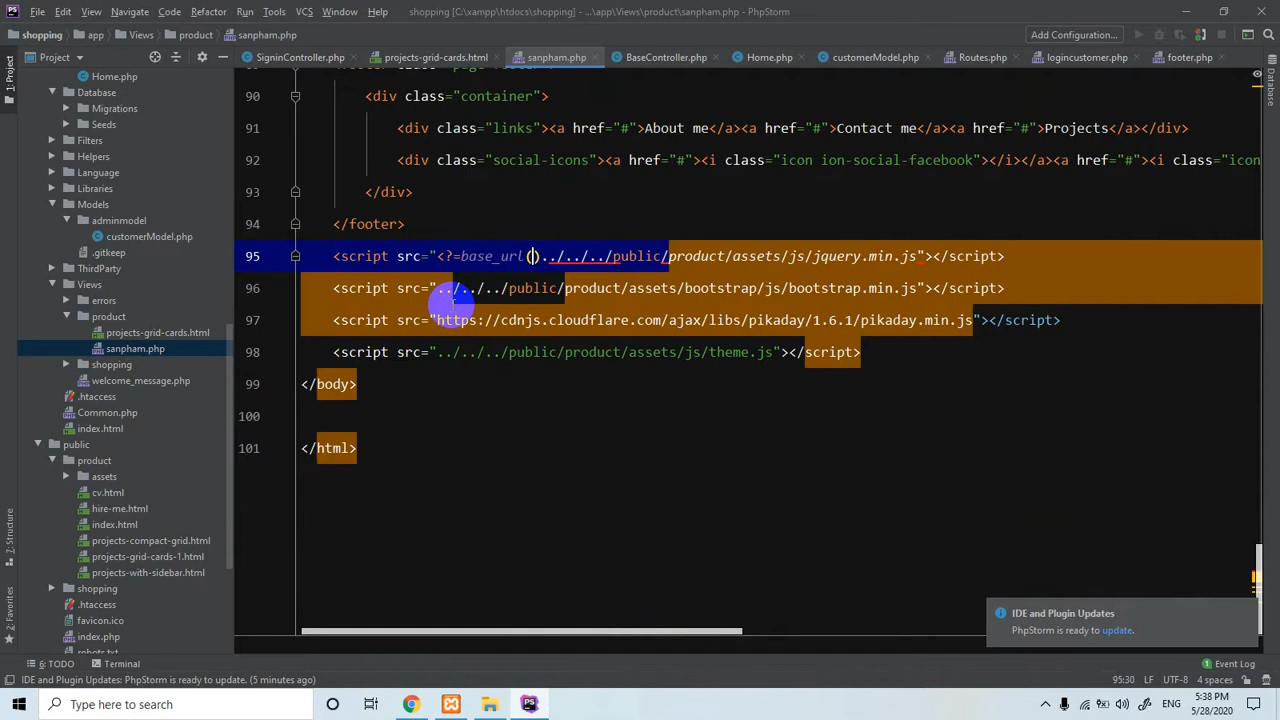 File Edit View Navigate Code Refactor Run Tools VCS Window Help shopping [C:\xampp\htdocs\shopping] - ...\app\Views\product\sanpham.php - PhpStorm
shopping app Views product sanpham.php Add Configuration...
Project SigninController.php projects-grid-cards.html sanpham.php BaseController.php Home.php customerModel.php Routes.php logincustomer.php footer.php
1: Project
7: Structure
2: Favorites
Database
Home.php
Database
Migrations
Seeds
Filters
Helpers
Language
Libraries
Models
adminmodel
customerModel.php
.gitkeep
ThirdParty
Views
errors
product
projects-grid-cards.html
sanpham.php
shopping
welcome_message.php
.htaccess
Common.php
index.html
public
product
assets
cv.html
hire-me.html
index.html
projects-compact-grid.html
projects-grid-cards-1.html
projects-with-sidebar.html
shopping
.htaccess
favicon.ico
index.php
robots.txt
90 <div class="container">
91 <div class="links"><a href="#">About me</a><a href="#">Contact me</a><a href="#">Projects</a></div>
92 <div class="social-icons"><a href="#"><i class="icon ion-social-facebook"></i></a><a href="#"><i class="icon
93 </div>
94 </footer>
95 <script src="<?=base_url()../../../public/product/assets/js/jquery.min.js"></script>
96 <script src="../../../public/product/assets/bootstrap/js/bootstrap.min.js"></script>
97 <script src="https://cdnjs.cloudflare.com/ajax/libs/pikaday/1.6.1/pikaday.min.js"></script>
98 <script src="../../../public/product/assets/js/theme.js"></script>
99 </body>
100
101 </html>
IDE and Plugin Updates
PhpStorm is ready to update.
6: TODO Terminal Event Log
IDE and Plugin Updates: PhpStorm is ready to update. (5 minutes ago) 95:30 LF UTF-8 4 spaces
Type here to search ENG 5:38 PM
5/28/2020